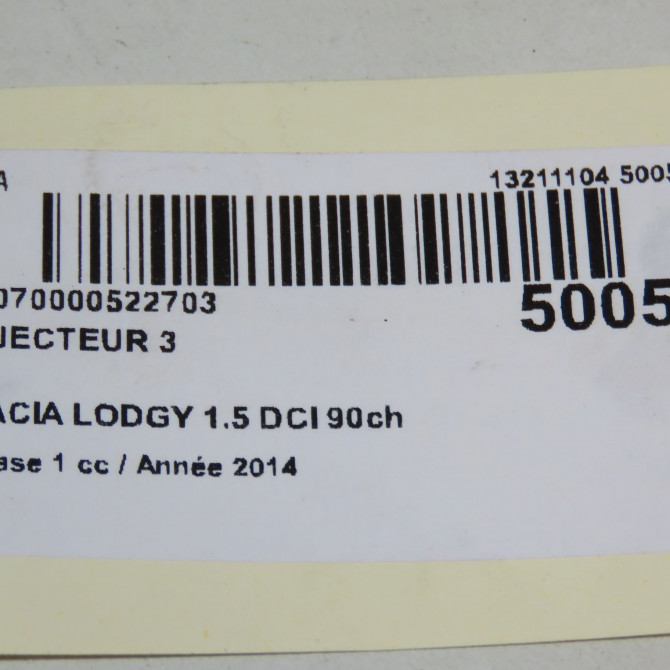 A 13211104 5005
070000522703 5005
JECTEUR 3
ACIA LODGY 1.5 DCI 90ch
ase 1 cc / Année 2014